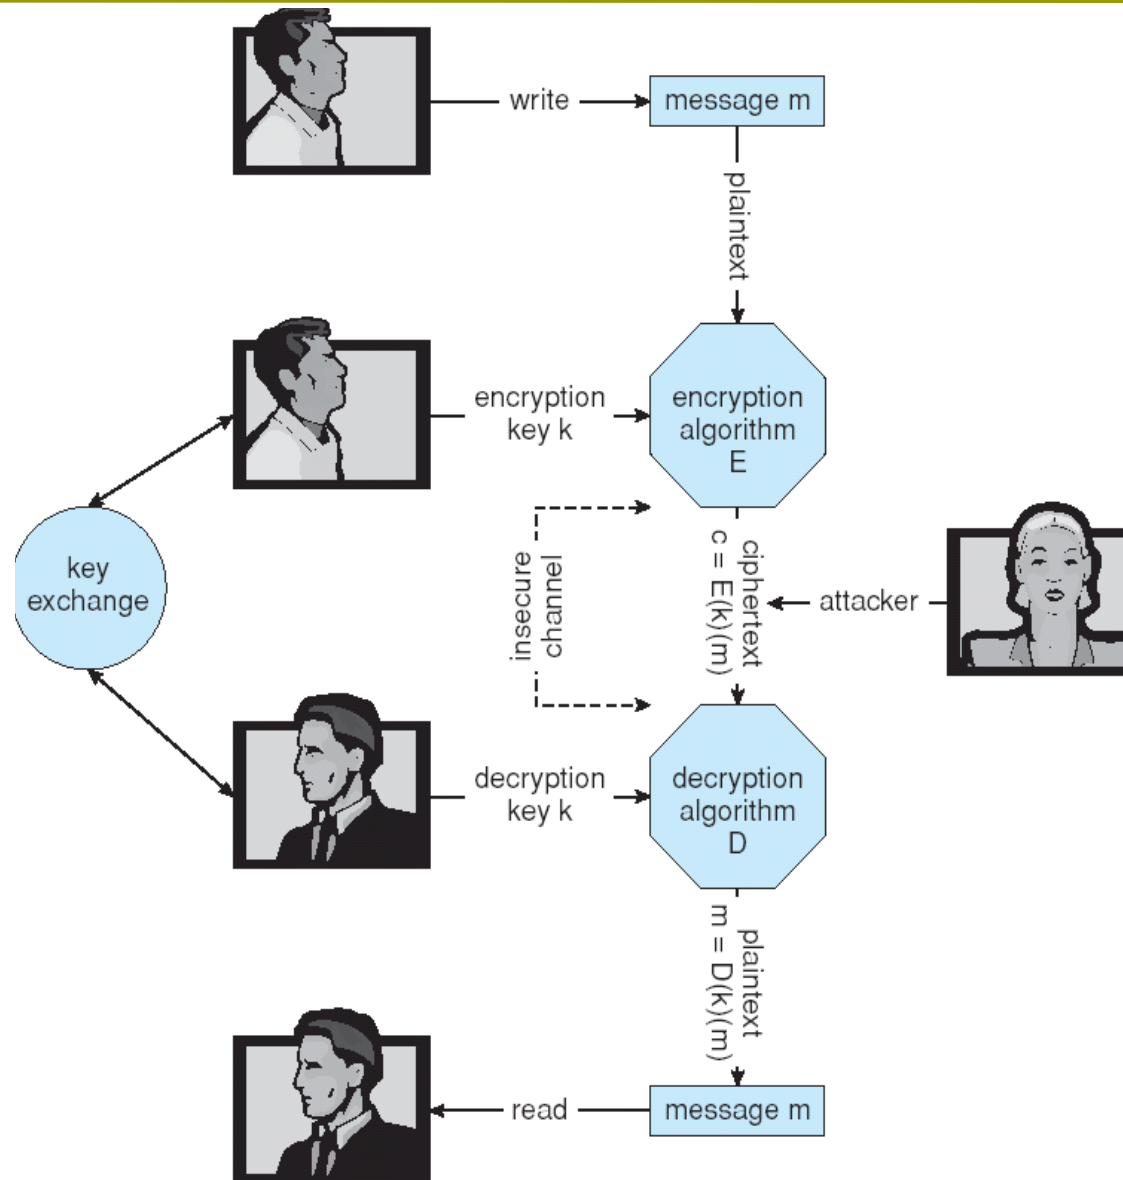 write
message m
plaintext
encryption
key k
encryption
algorithm
E
key
exchange
insecure
channel
ciphertext
c = E(k)(m)
attacker
decryption
key k
decryption
algorithm
D
plaintext
m = D(k)(m)
read
message m